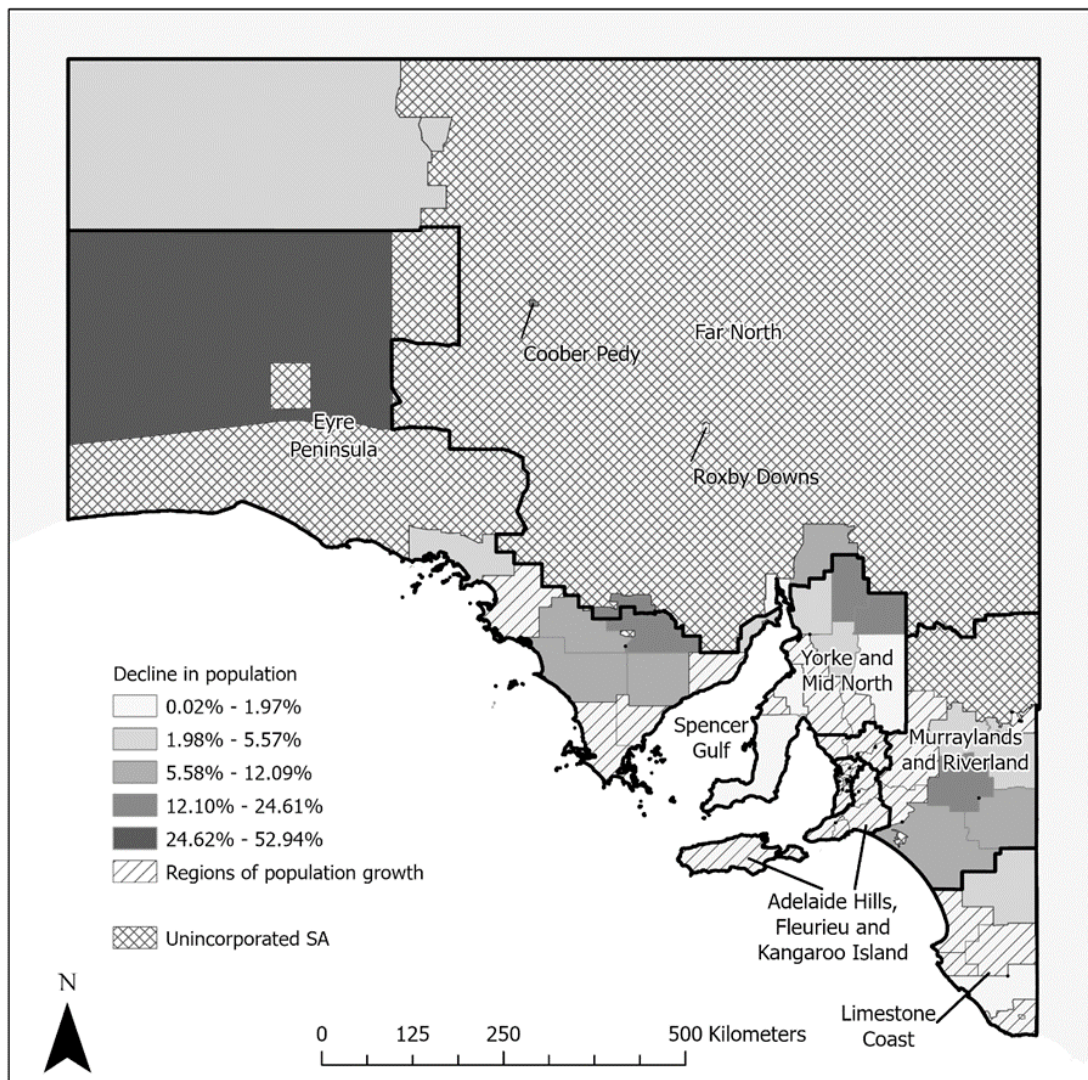 Far North
Coober Pedy
Eyre
Peninsula
Roxby Downs
Yorke and
Mid North
Decline in population
0.02% - 1.97%
1.98% - 5.57%
5.58% - 12.09%
12.10% - 24.61%
24.62% - 52.94%
Regions of population growth
Unincorporated SA
Spencer
Gulf
Murraylands
and Riverland
Adelaide Hills,
Fleurieu and
Kangaroo Island
Limestone
Coast
N
0 125 250 500 Kilometers